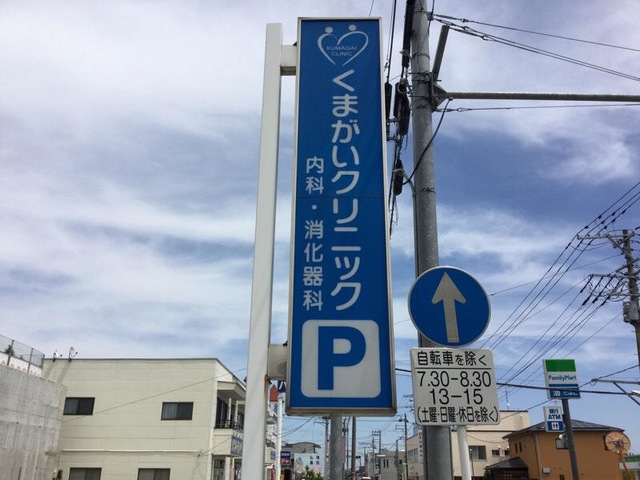 KUMAGAI
CLINIC
くまがいクリニック
内科・消化器科
P
自転車を除く
7.30-8.30
13-15
(土曜・日曜・休日を除く)
FamilyMart
銀行
ATM